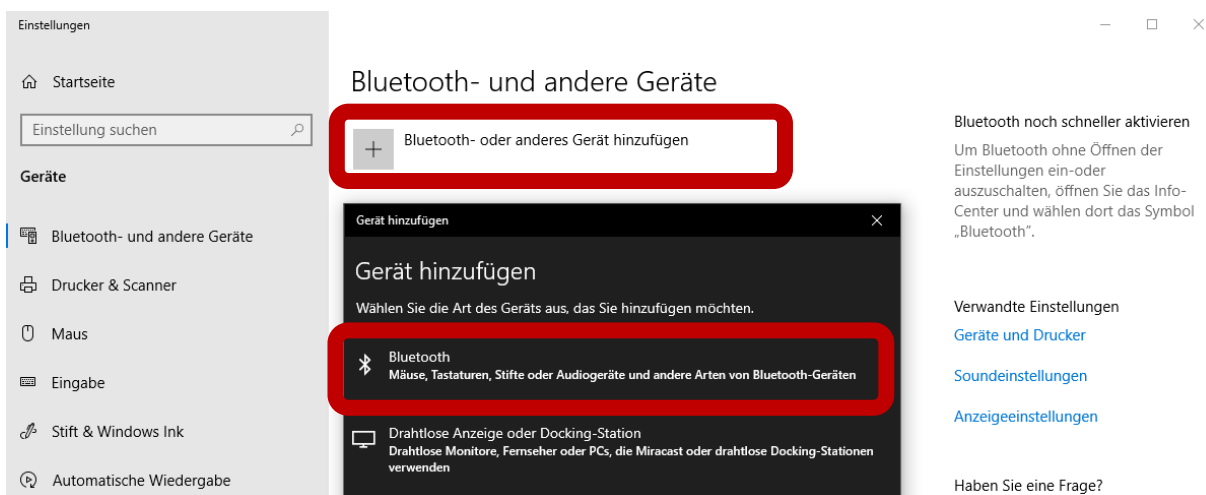 Einstellungen
Startseite
Einstellung suchen
Geräte
Bluetooth- und andere Geräte
Drucker & Scanner
Maus
Eingabe
Stift & Windows Ink
Automatische Wiedergabe
Bluetooth- und andere Geräte
Bluetooth- oder anderes Gerät hinzufügen
Gerät hinzufügen
Gerät hinzufügen
Wählen Sie die Art des Geräts aus, das Sie hinzufügen möchten.
Bluetooth
Mäuse, Tastaturen, Stifte oder Audiogeräte und andere Arten von Bluetooth-Geräten
Drahtlose Anzeige oder Docking-Station
Drahtlose Monitore, Fernseher oder PCs, die Miracast oder drahtlose Docking-Stationen
verwenden
Bluetooth noch schneller aktivieren
Um Bluetooth ohne Öffnen der
Einstellungen ein-oder
auszuschalten, öffnen Sie das Info-
Center und wählen dort das Symbol
„Bluetooth".
Verwandte Einstellungen
Geräte und Drucker
Soundeinstellungen
Anzeigeeinstellungen
Haben Sie eine Frage?